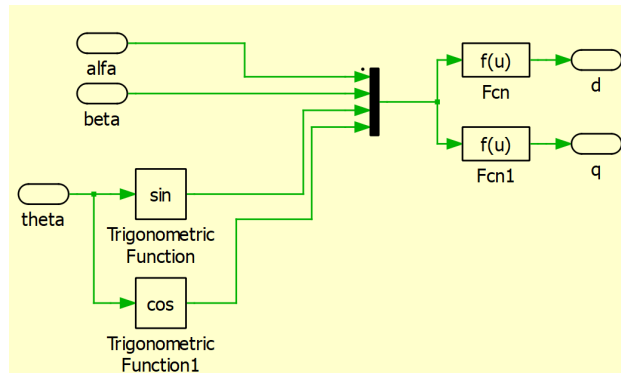 alfa
beta
theta
sin
Trigonometric
Function
cos
Trigonometric
Function1
f(u)
Fcn
d
f(u)
Fcn1
q